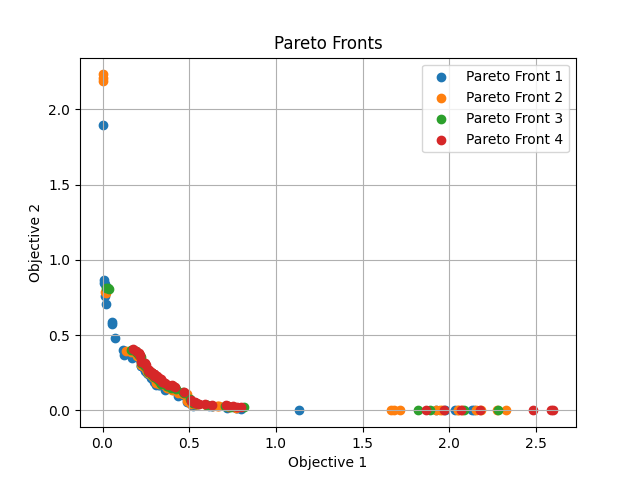 Pareto Fronts
Pareto Front 1
Pareto Front 2
Pareto Front 3
Pareto Front 4
Objective 2
2.0
1.5
1.0
0.5
0.0
0.0 0.5 1.0 1.5 2.0 2.5
Objective 1